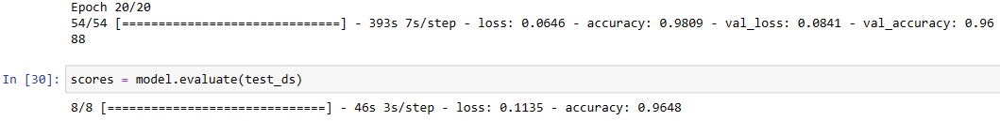 Epoch 20/20
54/54 [==============================] - 393s 7s/step - loss: 0.0646 - accuracy: 0.9809 - val_loss: 0.0841 - val_accuracy: 0.96
88
In [30]: scores = model.evaluate(test_ds)
8/8 [==============================] - 46s 3s/step - loss: 0.1135 - accuracy: 0.9648